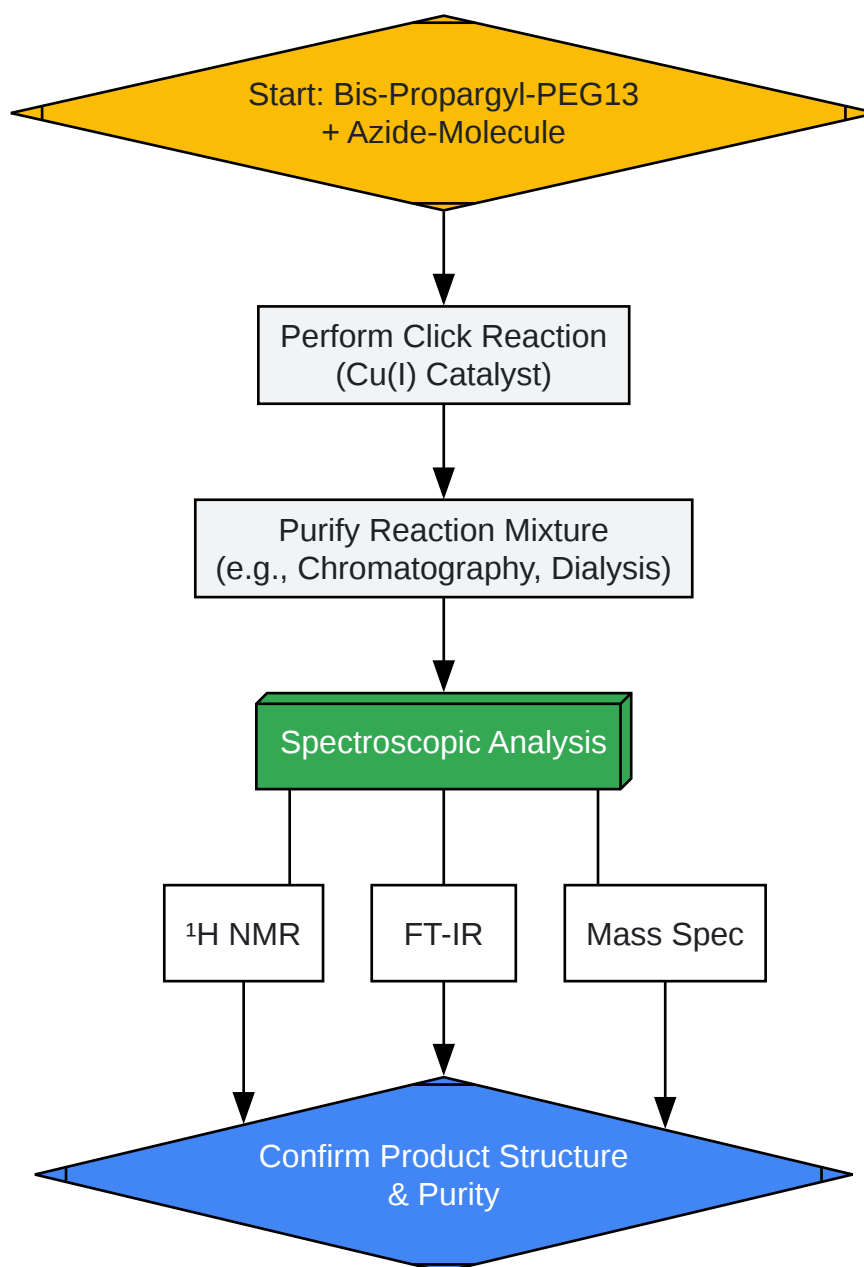 Start: Bis-Propargyl-PEG13
+ Azide-Molecule
Perform Click Reaction
(Cu(I) Catalyst)
Purify Reaction Mixture
(e.g., Chromatography, Dialysis)
Spectroscopic Analysis
¹H NMR
FT-IR
Mass Spec
Confirm Product Structure
& Purity